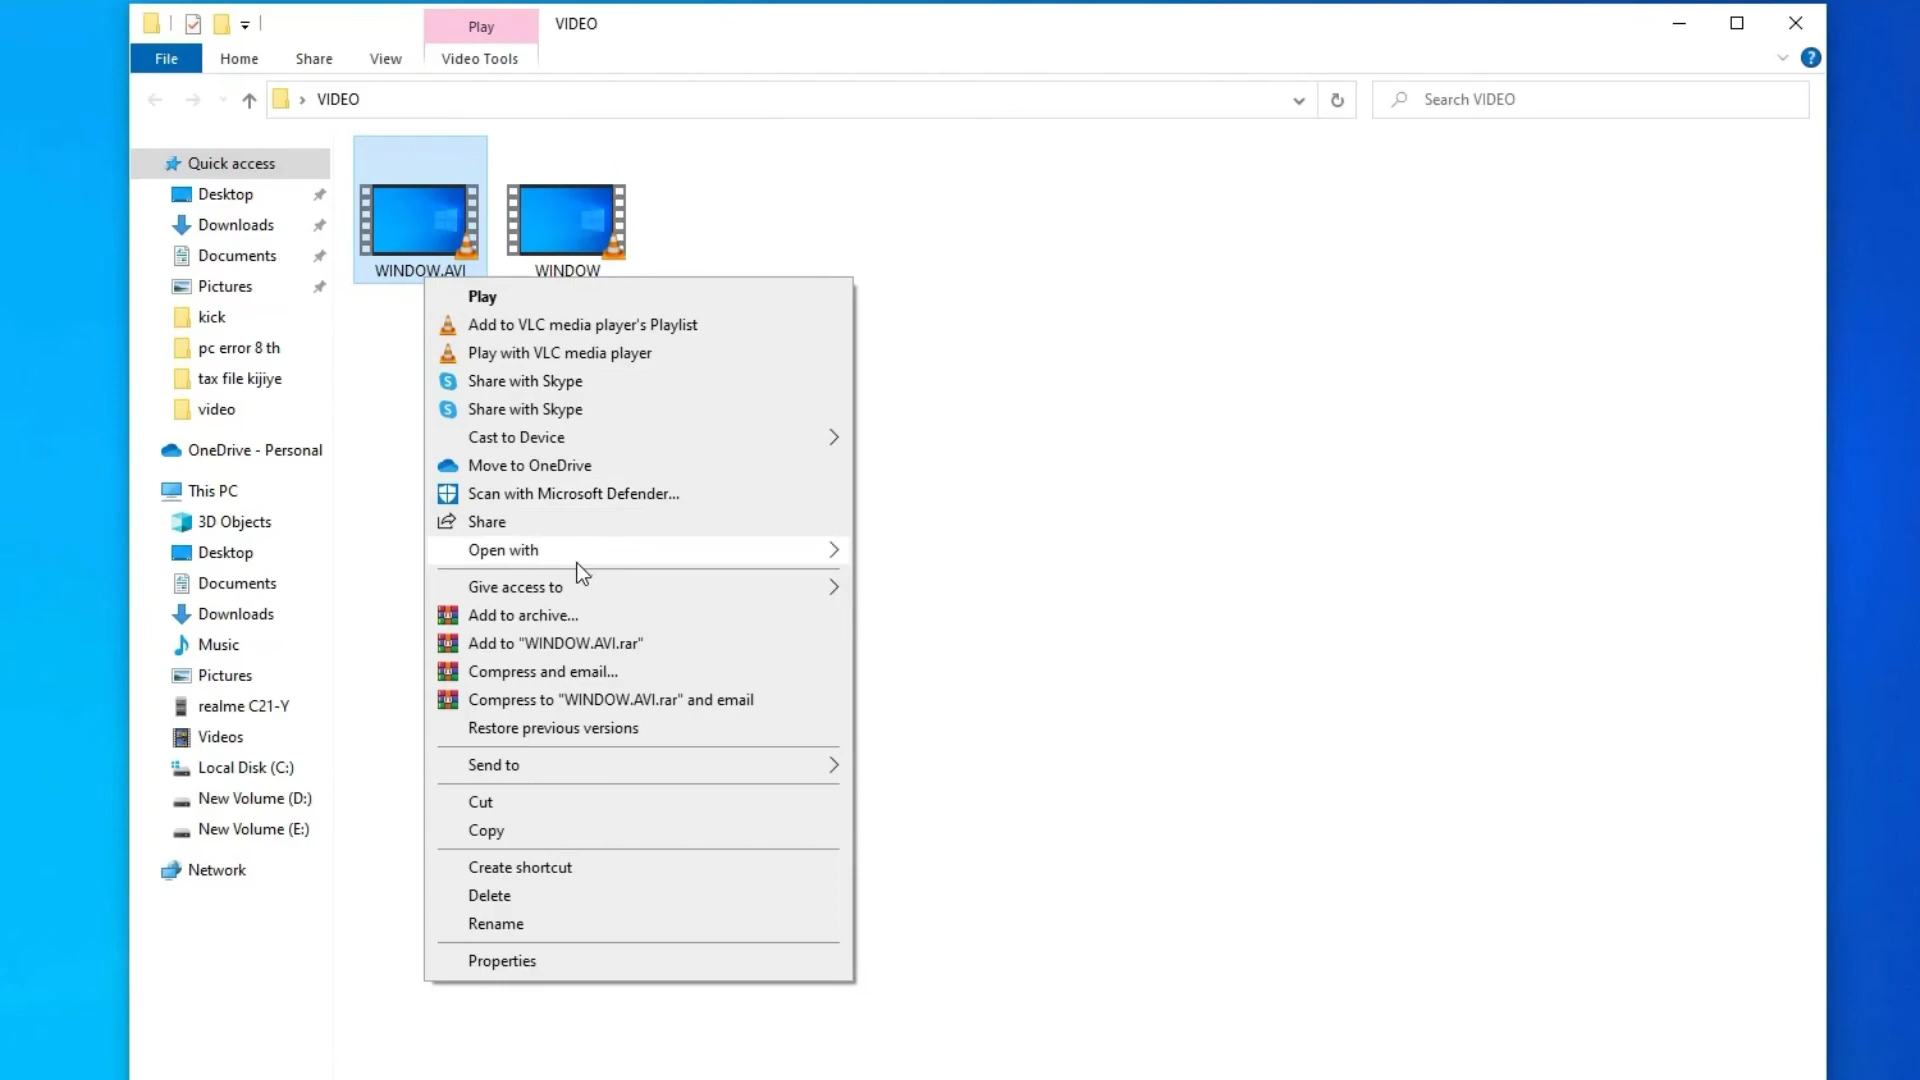 Play
VIDEO
File
Home
Share
View
Video Tools
?
VIDEO
Search VIDEO
Quick access
Desktop
Downloads
Documents
Pictures
kick
pc error 8 th
tax file kijiye
video
OneDrive - Personal
This PC
3D Objects
Desktop
Documents
Downloads
Music
Pictures
realme C21-Y
Videos
Local Disk (C:)
New Volume (D:)
New Volume (E:)
Network
WINDOW.AVI
WINDOW
Play
Add to VLC media player's Playlist
Play with VLC media player
Share with Skype
Share with Skype
Cast to Device
Move to OneDrive
Scan with Microsoft Defender...
Share
Open with
Give access to
Add to archive...
Add to "WINDOW.AVI.rar"
Compress and email...
Compress to "WINDOW.AVI.rar" and email
Restore previous versions
Send to
Cut
Copy
Create shortcut
Delete
Rename
Properties